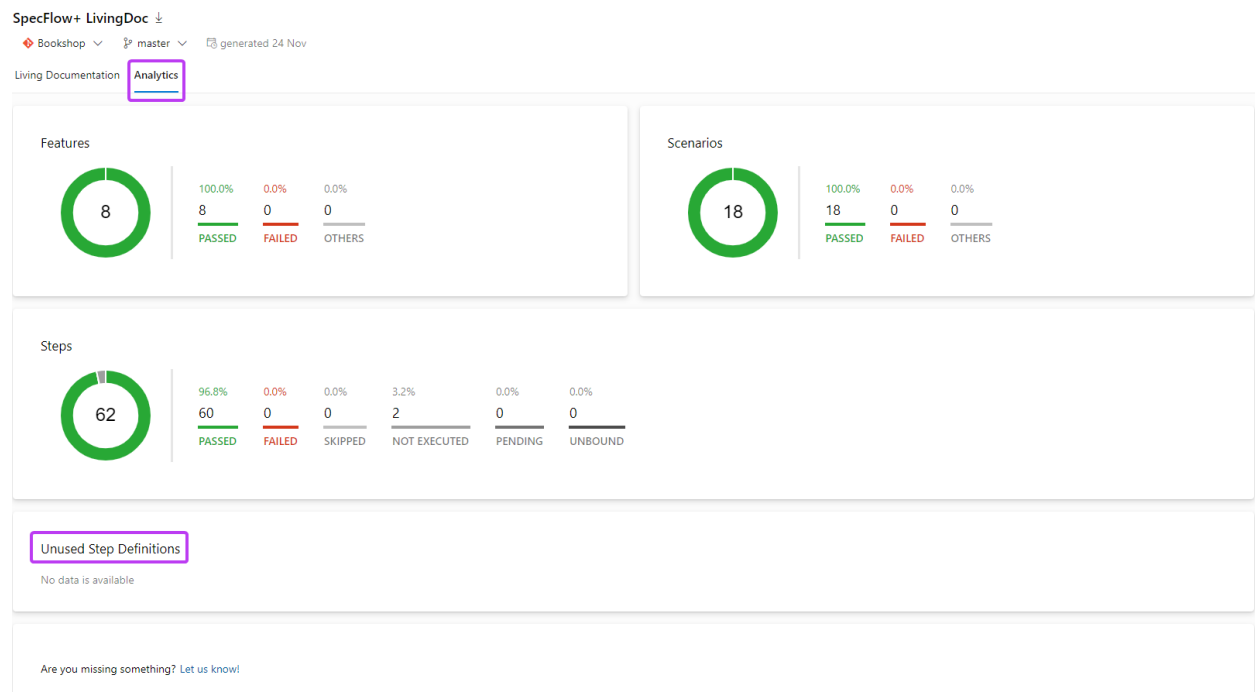 SpecFlow+ LivingDoc
Bookshop master generated 24 Nov
Living Documentation Analytics
Features
8
100.0% 0.0% 0.0%
8 0 0
PASSED FAILED OTHERS
Scenarios
18
100.0% 0.0% 0.0%
18 0 0
PASSED FAILED OTHERS
Steps
62
96.8% 0.0% 0.0% 3.2% 0.0% 0.0%
60 0 0 2 0 0
PASSED FAILED SKIPPED NOT EXECUTED PENDING UNBOUND
Unused Step Definitions
No data is available
Are you missing something? Let us know!